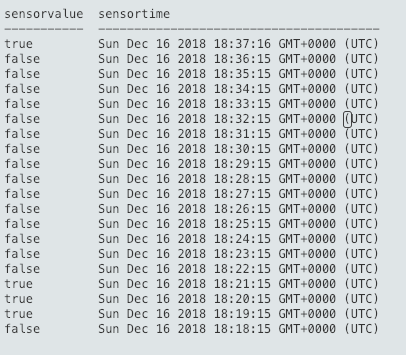 sensorvalue  sensortime
-----------  ---------------------------------------
true         Sun Dec 16 2018 18:37:16 GMT+0000 (UTC)
false        Sun Dec 16 2018 18:36:15 GMT+0000 (UTC)
false        Sun Dec 16 2018 18:35:15 GMT+0000 (UTC)
false        Sun Dec 16 2018 18:34:15 GMT+0000 (UTC)
false        Sun Dec 16 2018 18:33:15 GMT+0000 (UTC)
false        Sun Dec 16 2018 18:32:15 GMT+0000 (UTC)
false        Sun Dec 16 2018 18:31:15 GMT+0000 (UTC)
false        Sun Dec 16 2018 18:30:15 GMT+0000 (UTC)
false        Sun Dec 16 2018 18:29:15 GMT+0000 (UTC)
false        Sun Dec 16 2018 18:28:15 GMT+0000 (UTC)
false        Sun Dec 16 2018 18:27:15 GMT+0000 (UTC)
false        Sun Dec 16 2018 18:26:15 GMT+0000 (UTC)
false        Sun Dec 16 2018 18:25:15 GMT+0000 (UTC)
false        Sun Dec 16 2018 18:24:15 GMT+0000 (UTC)
false        Sun Dec 16 2018 18:23:15 GMT+0000 (UTC)
false        Sun Dec 16 2018 18:22:15 GMT+0000 (UTC)
true         Sun Dec 16 2018 18:21:15 GMT+0000 (UTC)
true         Sun Dec 16 2018 18:20:15 GMT+0000 (UTC)
true         Sun Dec 16 2018 18:19:15 GMT+0000 (UTC)
false        Sun Dec 16 2018 18:18:15 GMT+0000 (UTC)